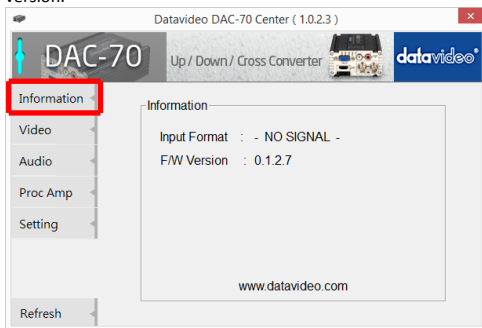 version.
Datavideo DAC-70 Center ( 1.0.2.3 )
DAC-70 Up / Down / Cross Converter datavideo®
Information
Video
Audio
Proc Amp
Setting
Refresh
Information
Input Format : - NO SIGNAL -
F/W Version : 0.1.2.7
www.datavideo.com